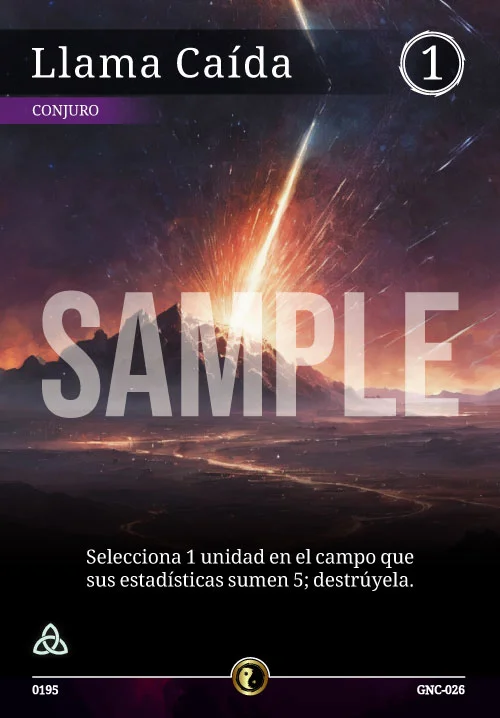 Llama Caída
1
CONJURO
SAMPLE
Selecciona 1 unidad en el campo que
sus estadísticas sumen 5; destrúyela.
0195
GNC-026